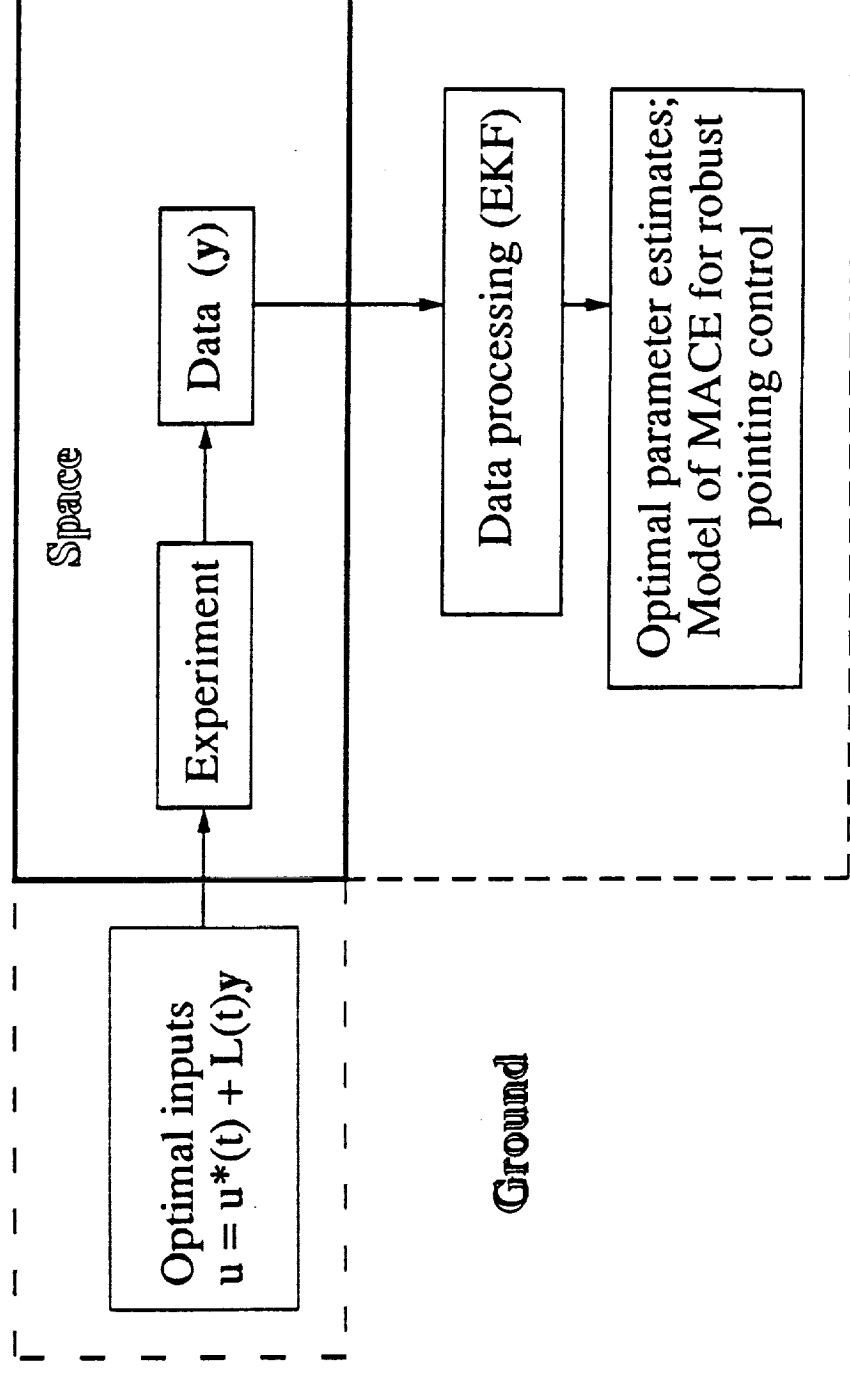 Space
Optimal inputs
u = u*(t) + L(t)y
Experiment
Data (y)
Ground
Data processing (EKF)
Optimal parameter estimates;
Model of MACE for robust
pointing control